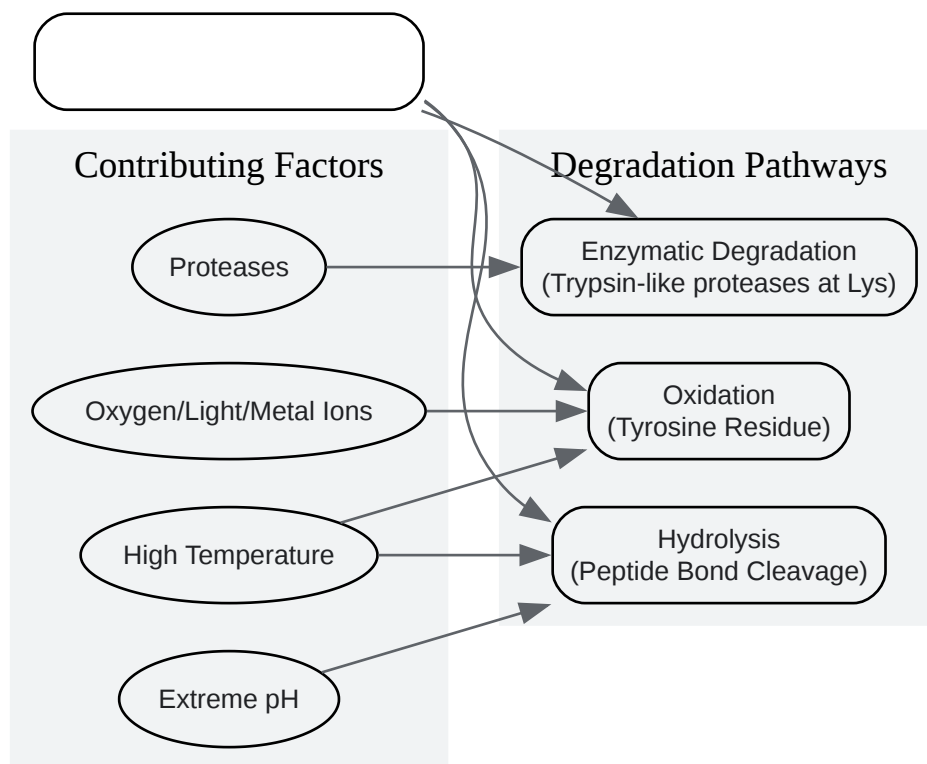 Contributing Factors
Proteases
Oxygen/Light/Metal Ions
High Temperature
Extreme pH
Degradation Pathways
Enzymatic Degradation
(Trypsin-like proteases at Lys)
Oxidation
(Tyrosine Residue)
Hydrolysis
(Peptide Bond Cleavage)